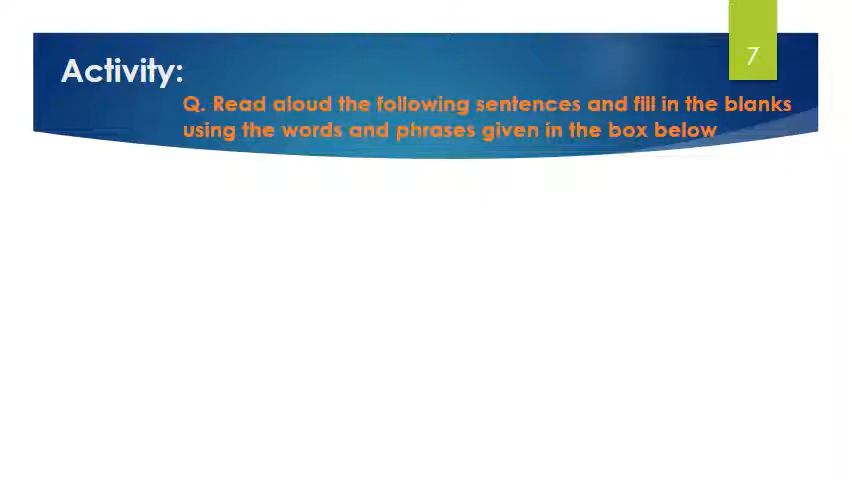 7
Activity:
Q. Read aloud the following sentences and fill in the blanks
using the words and phrases given in the box below